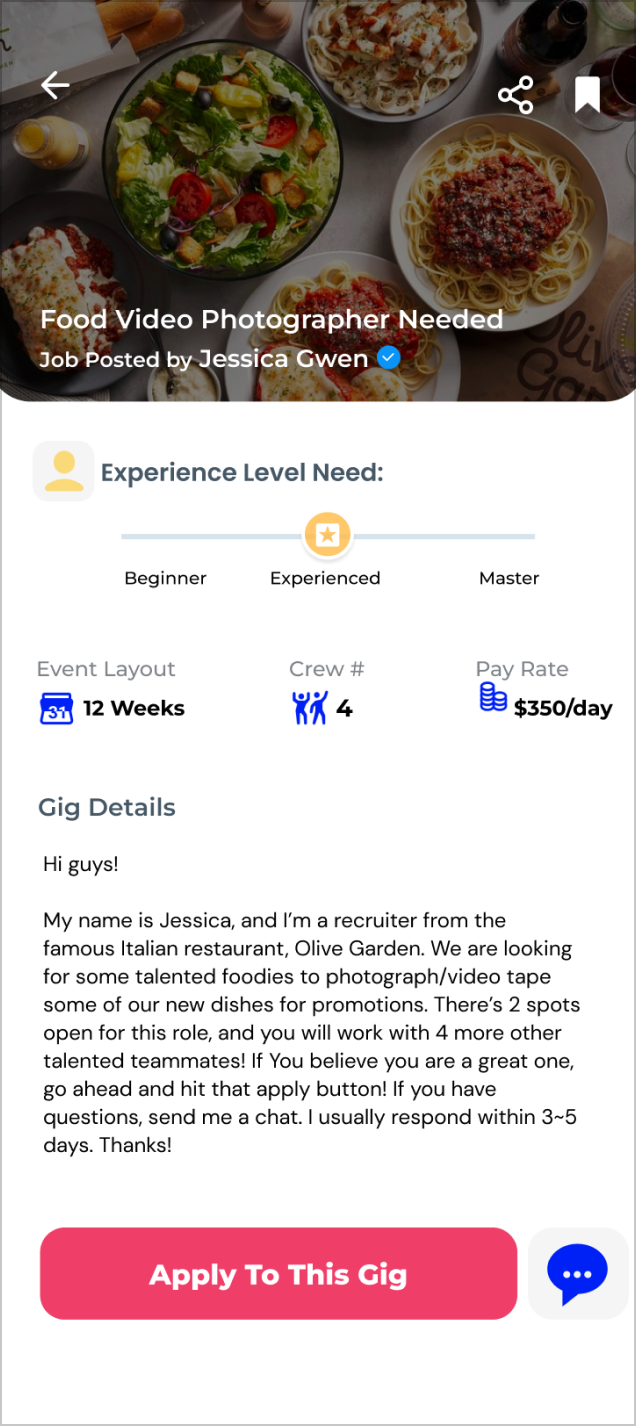 Food Video Photographer Needed
Job Posted by Jessica Gwen
Experience Level Need:
Beginner Experienced Master
Event Layout Crew # Pay Rate
31 12 Weeks 4 $350/day
Gig Details
Hi guys!
My name is Jessica, and I’m a recruiter from the
famous Italian restaurant, Olive Garden. We are looking
for some talented foodies to photograph/video tape
some of our new dishes for promotions. There’s 2 spots
open for this role, and you will work with 4 more other
talented teammates! If You believe you are a great one,
go ahead and hit that apply button! If you have
questions, send me a chat. I usually respond within 3~5
days. Thanks!
Apply To This Gig